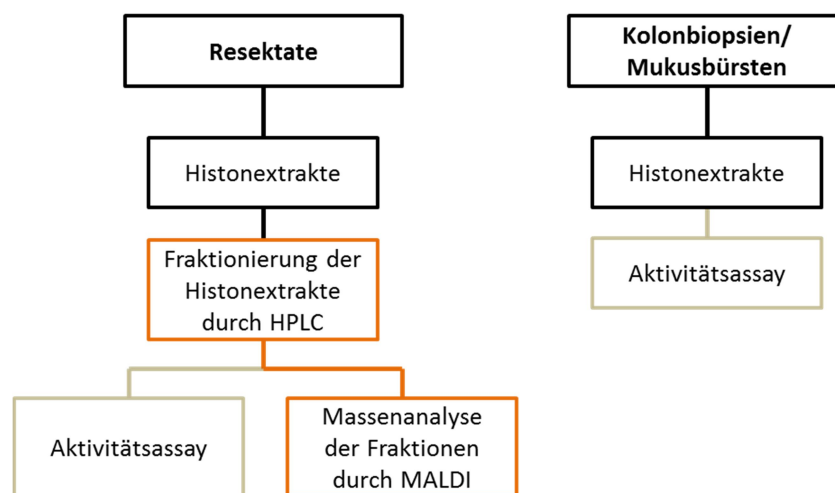 Resektate
Histonextrakte
Fraktionierung der
Histonextrakte
durch HPLC
Aktivitätsassay
Massenanalyse
der Fraktionen
durch MALDI
Kolonbiopsien/
Mukusbürsten
Histonextrakte
Aktivitätsassay